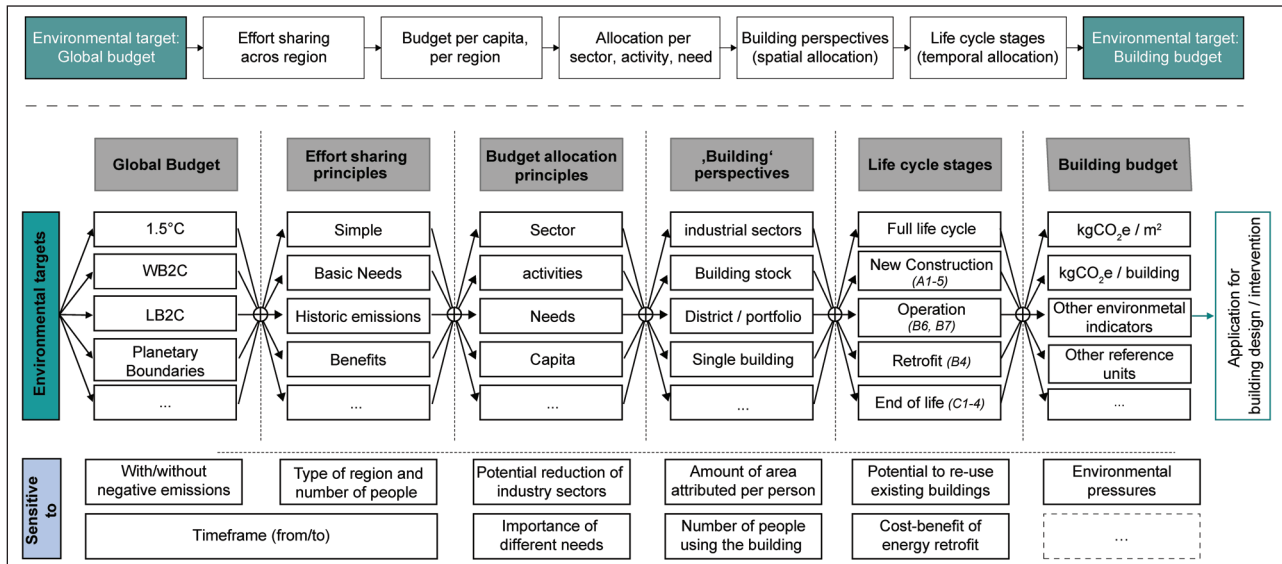 Environmental target:
Global budget
Effort sharing
acros region
Budget per capita,
per region
Allocation per
sector, activity, need
Building perspectives
(spatial allocation)
Life cycle stages
(temporal allocation)
Environmental target:
Building budget
Global Budget
Effort sharing
principles
Budget allocation
principles
‚Building‘
perspectives
Life cycle stages
Building budget
Environmental targets
1.5°C
WB2C
LB2C
Planetary
Boundaries
...
Simple
Basic Needs
Historic emissions
Benefits
...
Sector
activities
Needs
Capita
...
industrial sectors
Building stock
District / portfolio
Single building
...
Full life cycle
New Construction
(A1-5)
Operation
(B6, B7)
Retrofit (B4)
End of life (C1-4)
kgCO₂e / m²
kgCO₂e / building
Other environmetal
indicators
Other reference
units
...
Application for
building design / intervention
Sensitive
to
With/without
negative emissions
Type of region and
number of people
Timeframe (from/to)
Potential reduction of
industry sectors
Importance of
different needs
Amount of area
attributed per person
Number of people
using the building
Potential to re-use
existing buildings
Cost-benefit of
energy retrofit
Environmental
pressures
...